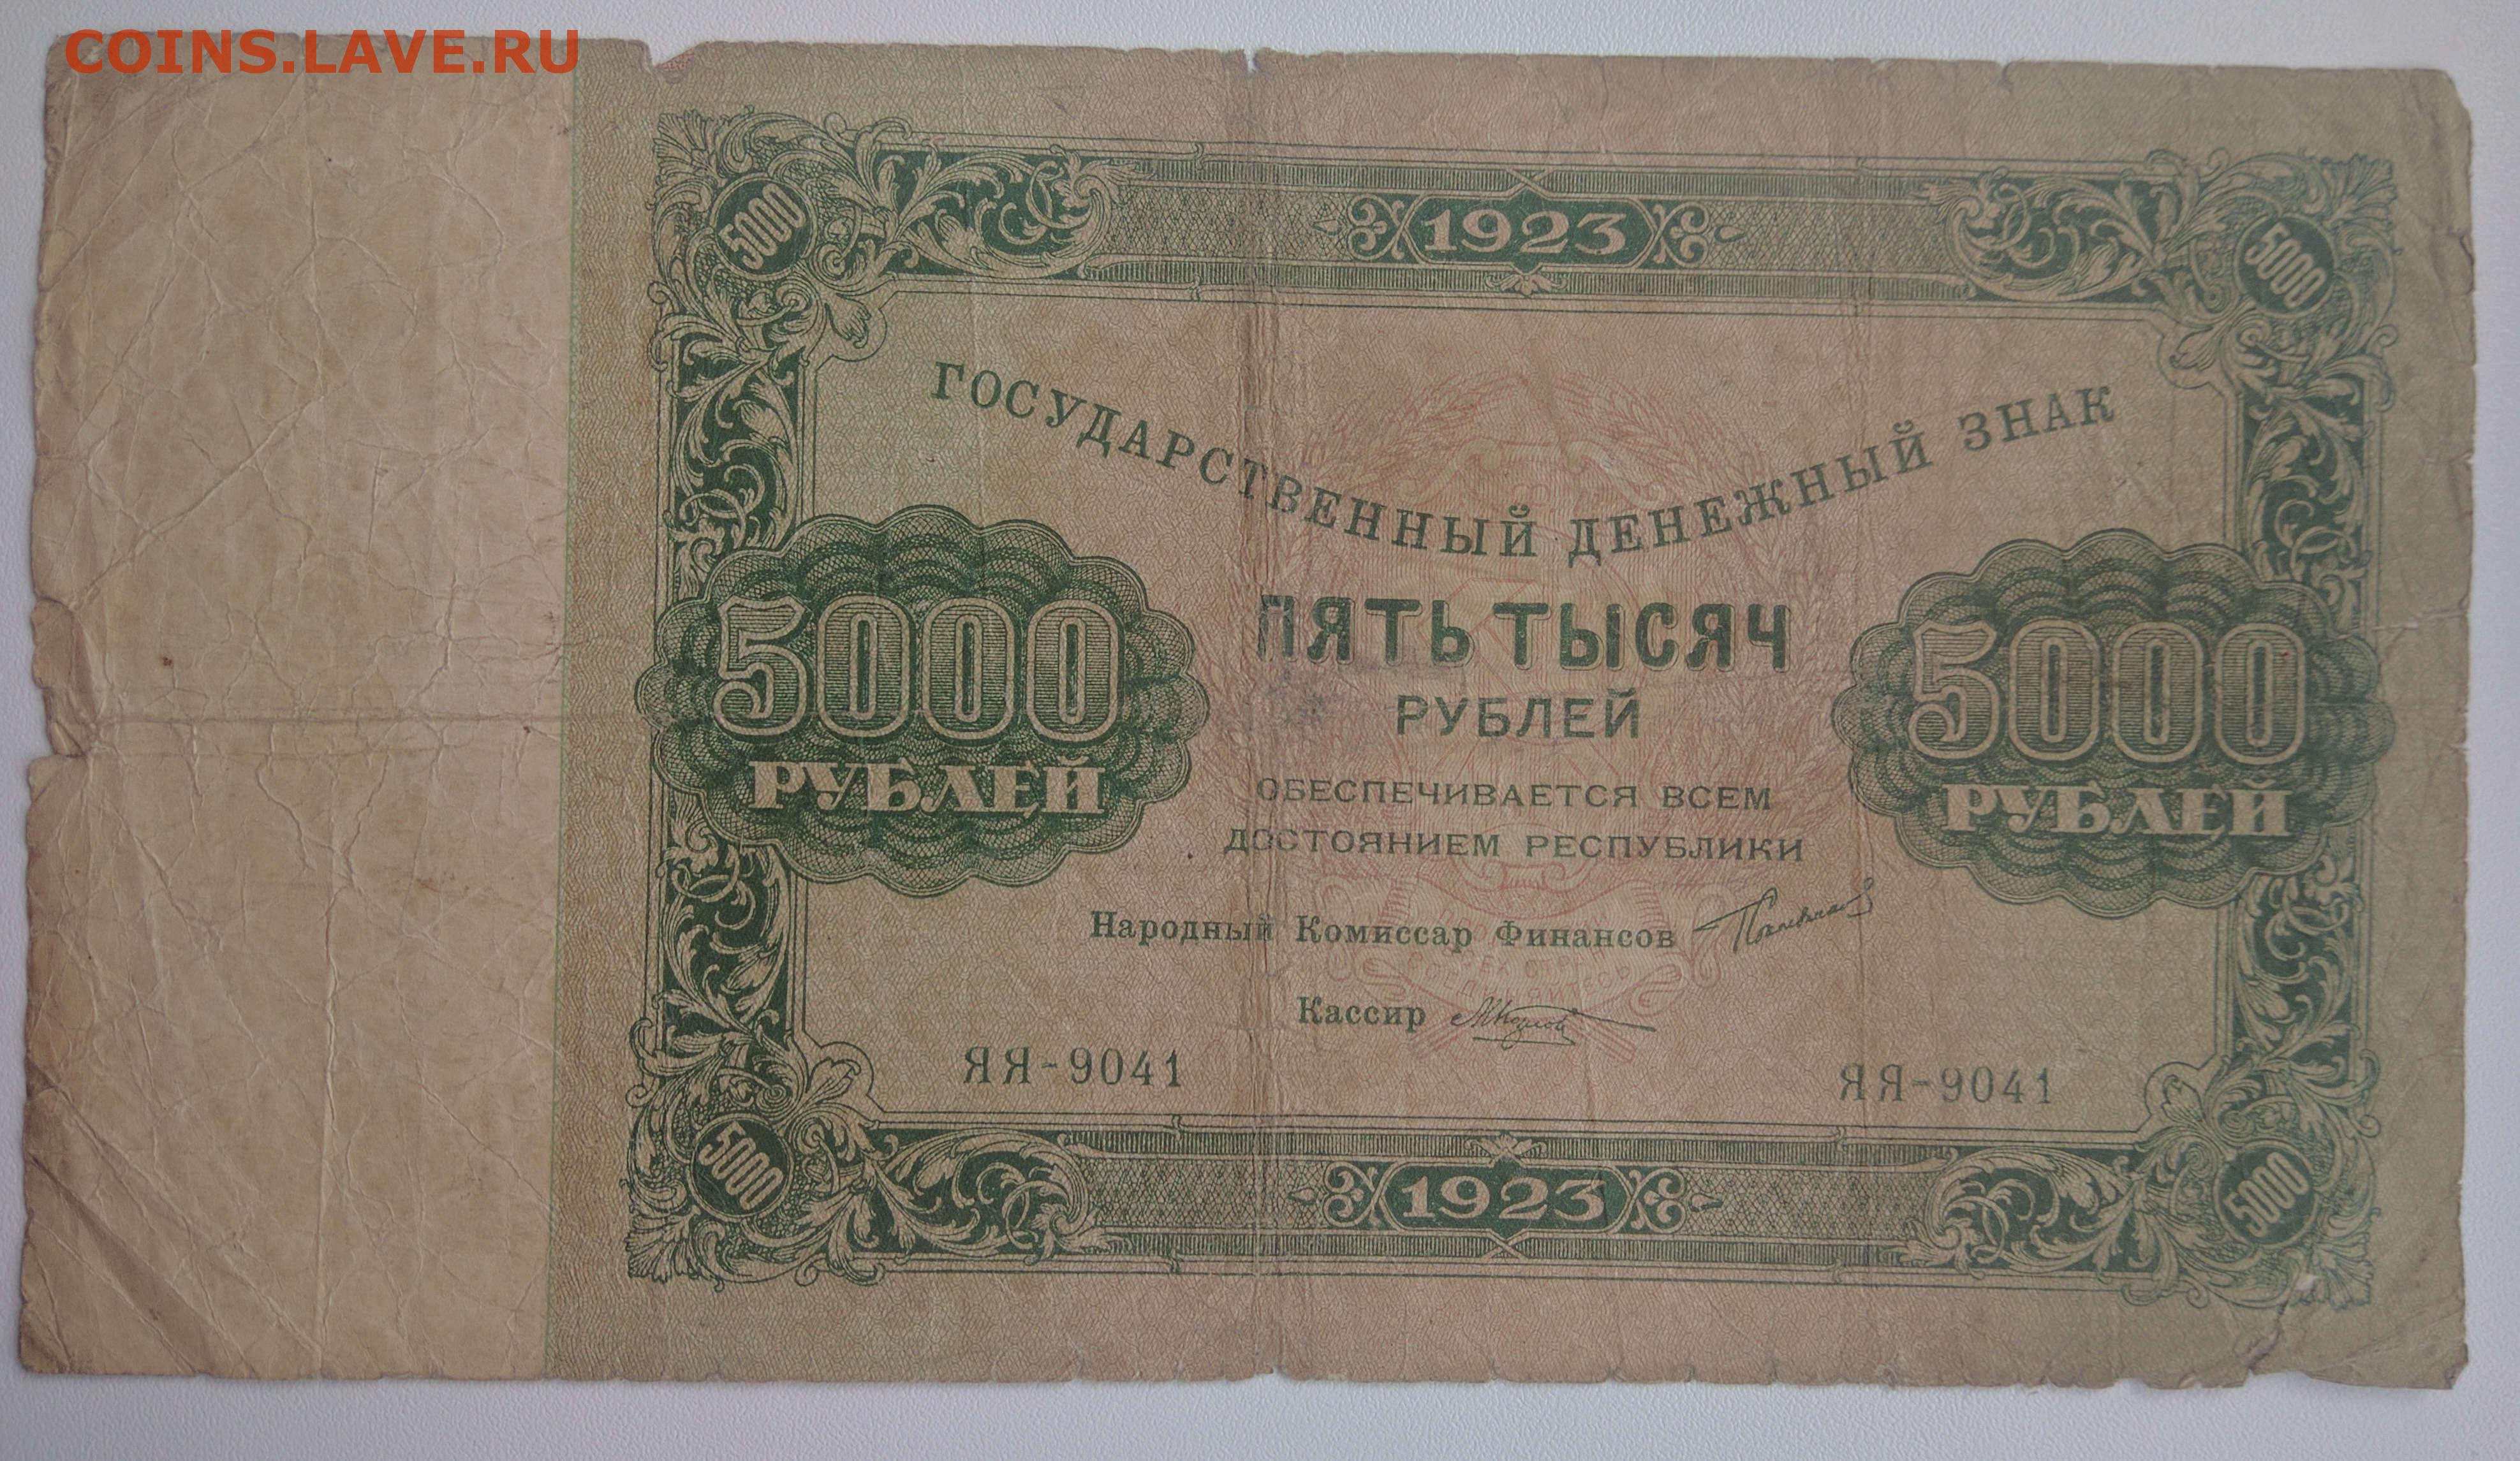 COINS.LAVE.RU
5000 1923 5000
ГОСУДАРСТВЕННЫЙ ДЕНЕЖНЫЙ ЗНАК
5000 РУБЛЕЙ
ПЯТЬ ТЫСЯЧ
РУБЛЕЙ
5000 РУБЛЕЙ
ОБЕСПЕЧИВАЕТСЯ ВСЕМ
ДОСТОЯНИЕМ РЕСПУБЛИКИ
Народный Комиссар Финансов
Кассир
ЯЯ-9041 ЯЯ-9041
5000 1923 5000